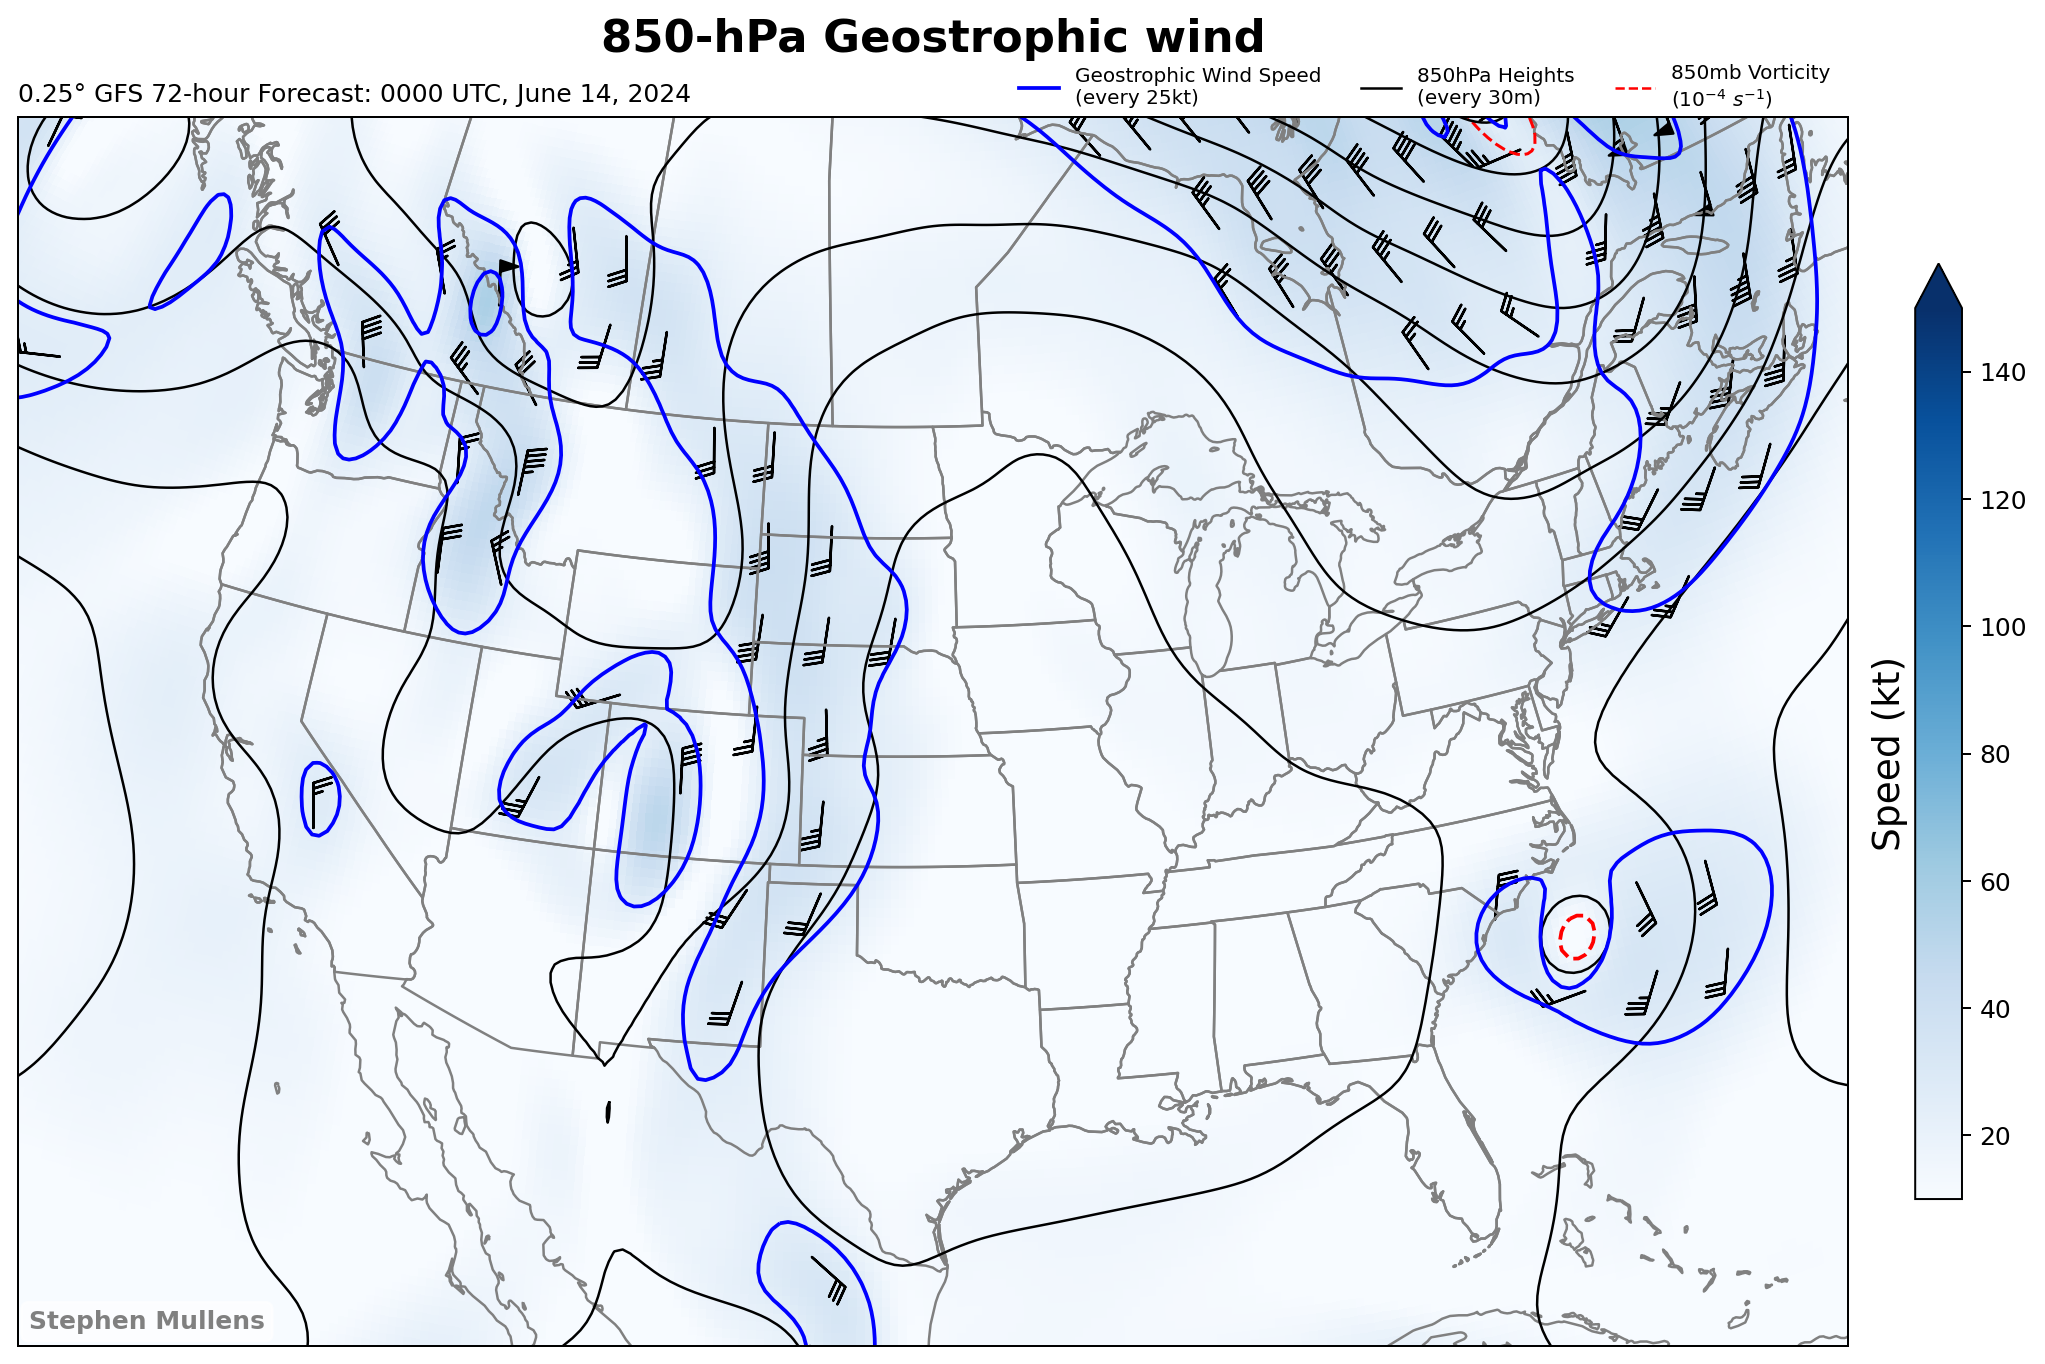 850-hPa Geostrophic wind
0.25° GFS 72-hour Forecast: 0000 UTC, June 14, 2024
Geostrophic Wind Speed
(every 25kt)
850hPa Heights
(every 30m)
850mb Vorticity
(10⁻⁴ s⁻¹)
140
120
100
80
60
40
20
Speed (kt)
Stephen Mullens